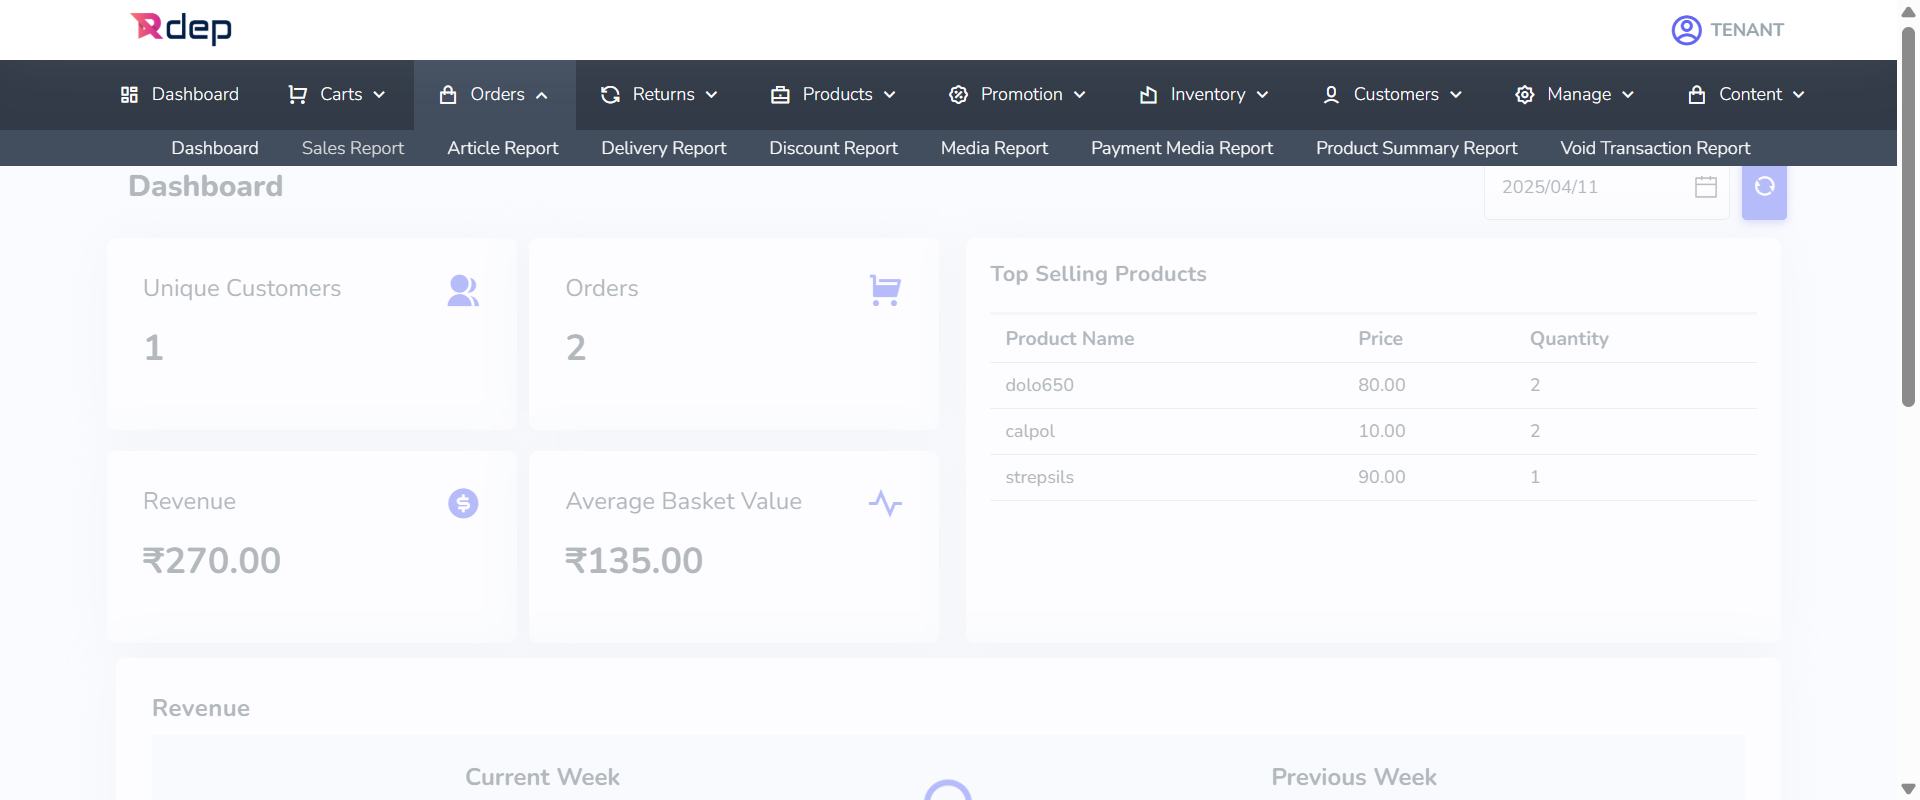 Rdep
TENANT
Dashboard Carts Orders Returns Products Promotion Inventory Customers Manage Content
Dashboard Sales Report Article Report Delivery Report Discount Report Media Report Payment Media Report Product Summary Report Void Transaction Report
Dashboard
2025/04/11
Unique Customers
1
Orders
2
Revenue
₹270.00
Average Basket Value
₹135.00
Top Selling Products
Product Name Price Quantity
dolo650 80.00 2
calpol 10.00 2
strepsils 90.00 1
Revenue
Current Week Previous Week